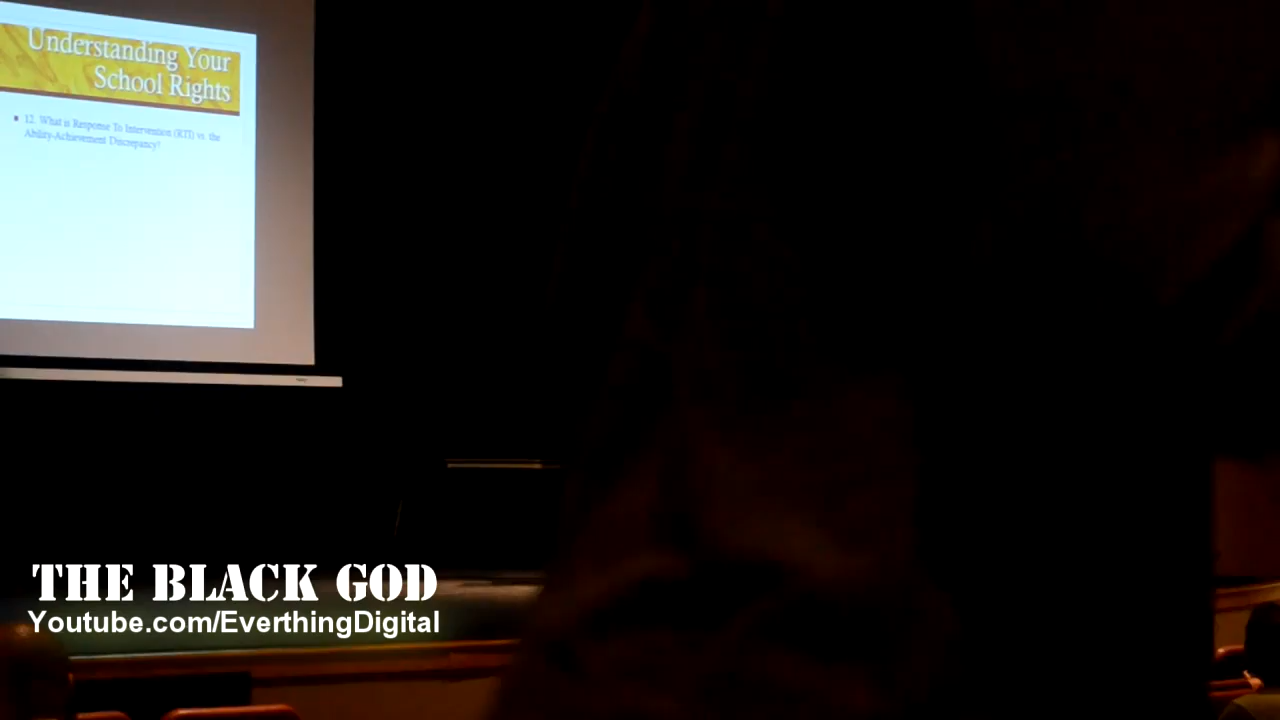 Understanding Your
School Rights
▪ 12. What is Response To Intervention (RTI) vs. the
Ability-Achievement Discrepancy?
THE BLACK GOD
Youtube.com/EverthingDigital